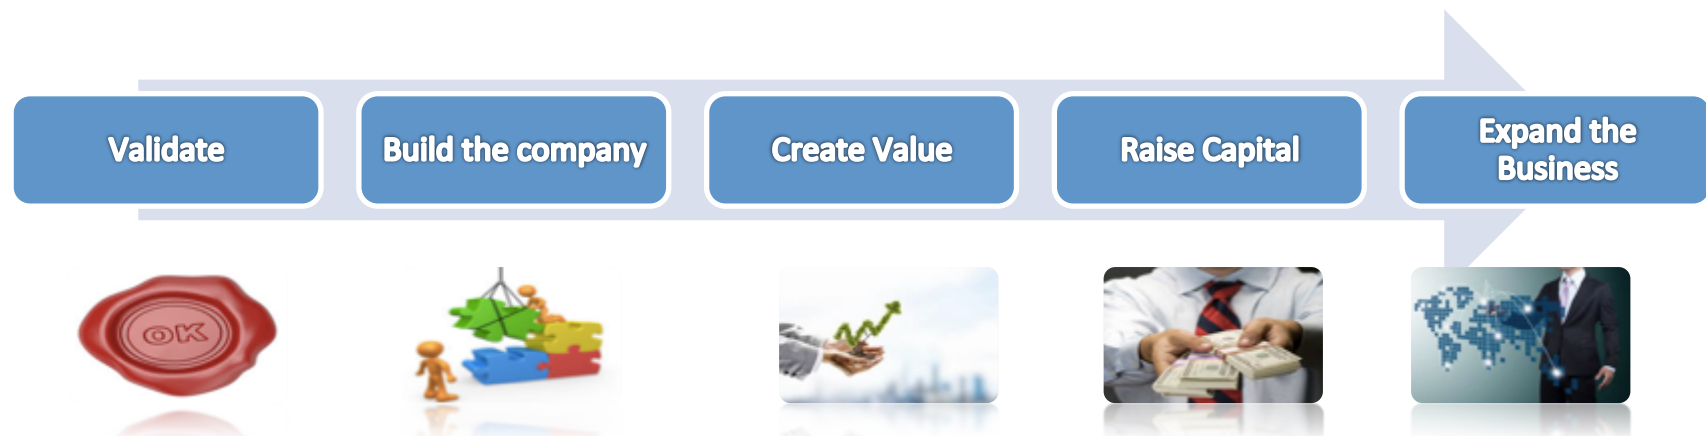 Validate
Build the company
Create Value
Raise Capital
Expand the
Business
OK